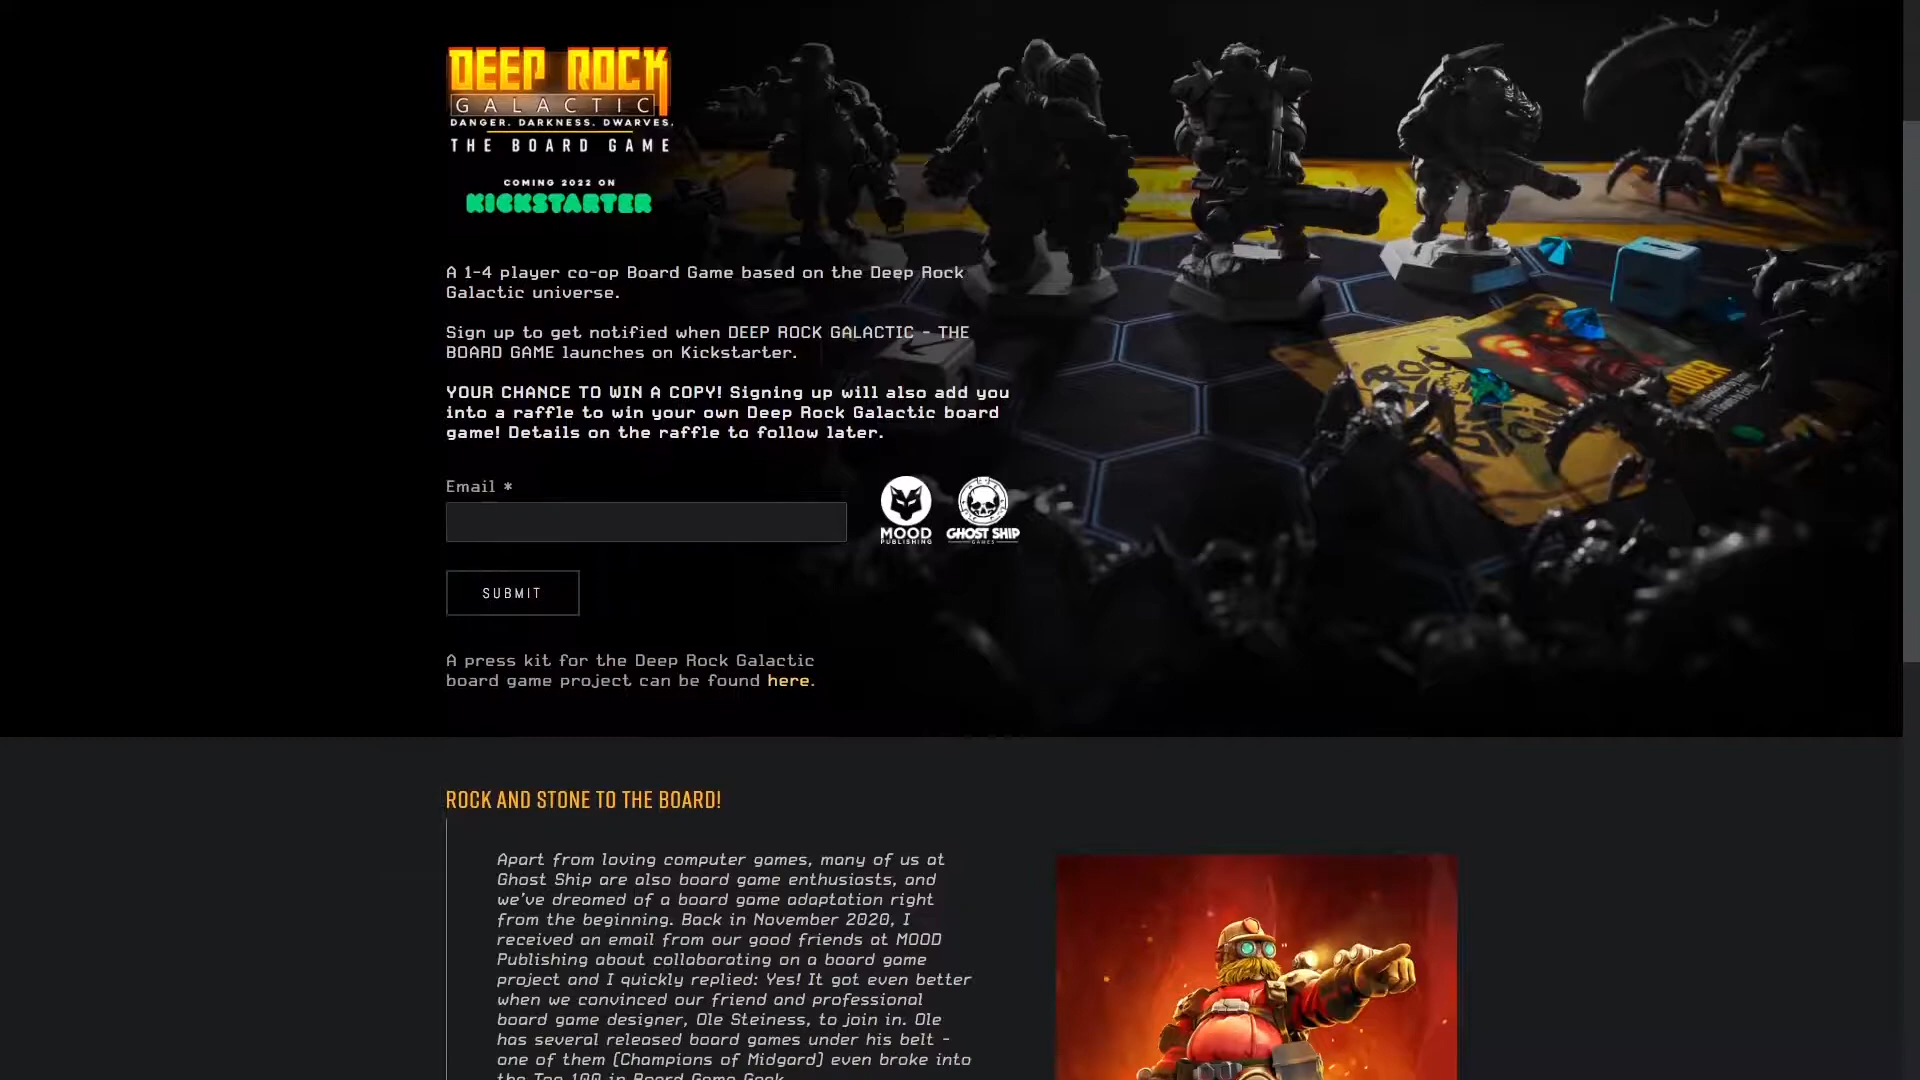 DEEP ROCK
GALACTIC
DANGER. DARKNESS. DWARVES.
THE BOARD GAME
COMING 2022 ON
KICKSTARTER
A 1-4 player co-op Board Game based on the Deep Rock
Galactic universe.
Sign up to get notified when DEEP ROCK GALACTIC - THE
BOARD GAME launches on Kickstarter.
YOUR CHANCE TO WIN A COPY! Signing up will also add you
into a raffle to win your own Deep Rock Galactic board
game! Details on the raffle to follow later.
Email *
MOOD
PUBLISHING
GHOST SHIP
GAMES
SUBMIT
A press kit for the Deep Rock Galactic
board game project can be found here.
ROCK AND STONE TO THE BOARD!
Apart from loving computer games, many of us at
Ghost Ship are also board game enthusiasts, and
we've dreamed of a board game adaptation right
from the beginning. Back in November 2020, I
received an email from our good friends at MOOD
Publishing about collaborating on a board game
project and I quickly replied: Yes! It got even better
when we convinced our friend and professional
board game designer, Ole Steiness, to join in. Ole
has several released board games under his belt -
one of them (Champions of Midgard) even broke into
the Top 100 in Board Game Geek.